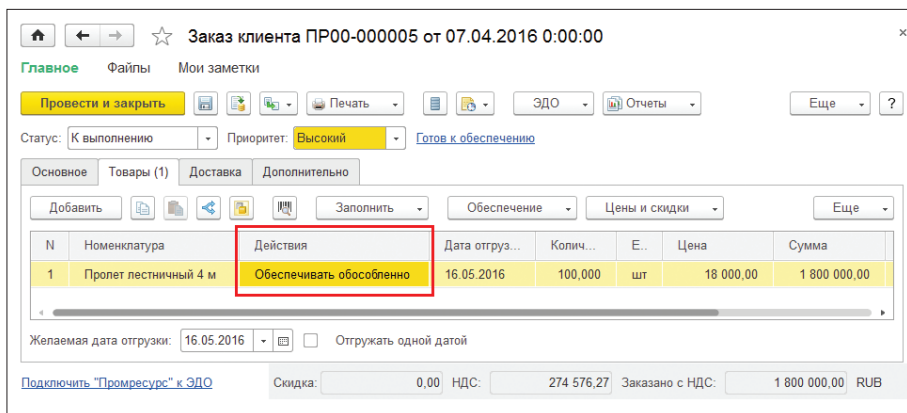 Заказ клиента ПР00-000005 от 07.04.2016 0:00:00
Главное Файлы Мои заметки
Провести и закрыть Печать ЭДО Отчеты Еще ?
Статус: К выполнению Приоритет: Высокий Готов к обеспечению
Основное Товары (1) Доставка Дополнительно
Добавить Заполнить Обеспечение Цены и скидки Еще
N Номенклатура Действия Дата отгруз... Колич... Е.. Цена Сумма
1 Пролет лестничный 4 м Обеспечивать обособленно 16.05.2016 100,000 шт 18 000,00 1 800 000,00
Желаемая дата отгрузки: 16.05.2016 Отгружать одной датой
Подключить "Промресурс" к ЭДО Скидка: 0,00 НДС: 274 576,27 Заказано с НДС: 1 800 000,00 RUB